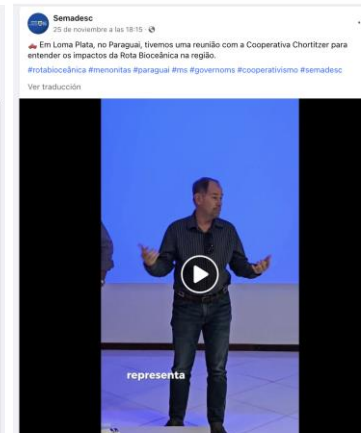 Semadesc
25 de noviembre a las 18:15 ·
🚗 Em Loma Plata, no Paraguai, tivemos uma reunião com a Cooperativa Chortitzer para
entender os impactos da Rota Bioceânica na região.
#rotabioceânica #menonitas #paraguai #ms #governoms #cooperativismo #semadesc
Ver traducción
representa